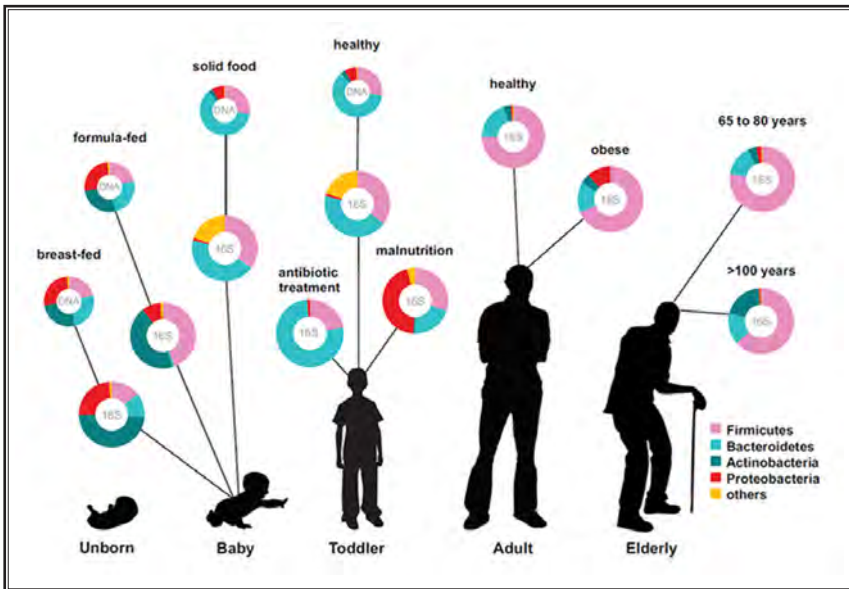 healthy
solid food
DNA
DNA
healthy
formula-fed
65 to 80 years
DNA
16S
obese
16S
16S
breast-fed
16S
16S
antibiotic
treatment
malnutrition
>100 years
DNA
16S
16S
16S
16S
16S
Firmicutes
Bacteroidetes
Actinobacteria
Proteobacteria
others
Unborn
Baby
Toddler
Adult
Elderly